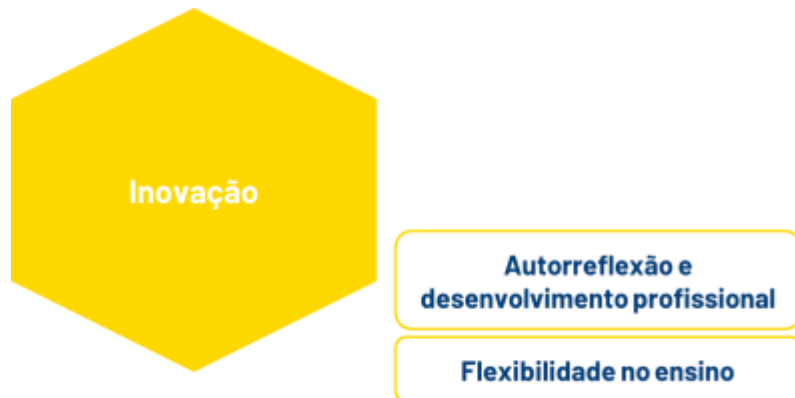 Inovação
Autorreflexão e
desenvolvimento profissional
Flexibilidade no ensino